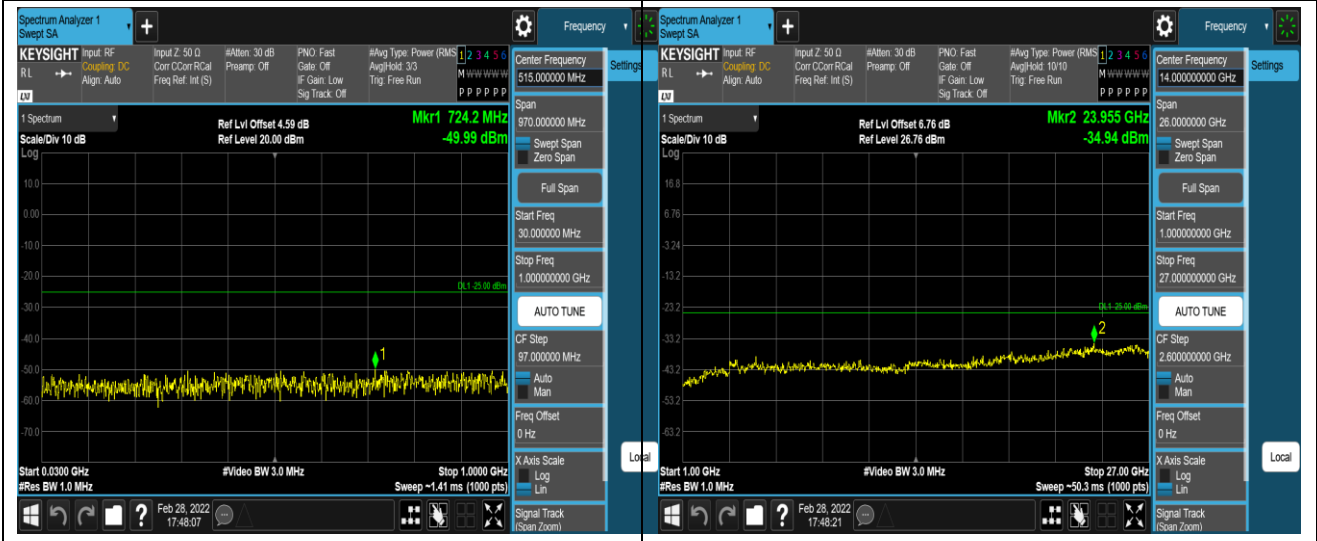 Spectrum Analyzer 1
Swept SA
Frequency
KEYSIGHT
Input: RF
Coupling: DC
Align: Auto
Input Z: 50 Ω
Corr CCorr RCal
Freq Ref: Int (S)
#Atten: 30 dB
Preamp: Off
PNO: Fast
Gate: Off
IF Gain: Low
Sig Track: Off
#Avg Type: Power (RMS
Avg|Hold: 3/3
Trig: Free Run
1 2 3 4 5 6
M W W W W W
P P P P P P
R L
LXI
Center Frequency
515.000000 MHz
Settings
Span
970.000000 MHz
Swept Span
Zero Span
Full Span
Start Freq
30.000000 MHz
Stop Freq
1.000000000 GHz
AUTO TUNE
CF Step
97.000000 MHz
Auto
Man
Freq Offset
0 Hz
X Axis Scale
Log
Lin
Signal Track
(Span Zoom)
Local
1 Spectrum
Scale/Div 10 dB
Log
Ref Lvl Offset 4.59 dB
Ref Level 20.00 dBm
Mkr1 724.2 MHz
-49.99 dBm
10.0
0.00
-10.0
-20.0
DL1 -25.00 dBm
-30.0
-40.0
1
-50.0
-60.0
-70.0
Start 0.0300 GHz
#Video BW 3.0 MHz
Stop 1.0000 GHz
#Res BW 1.0 MHz
Sweep ~1.41 ms (1000 pts)
?
Feb 28, 2022
17:48:07
Spectrum Analyzer 1
Swept SA
Frequency
KEYSIGHT
Input: RF
Coupling: DC
Align: Auto
Input Z: 50 Ω
Corr CCorr RCal
Freq Ref: Int (S)
#Atten: 30 dB
Preamp: Off
PNO: Fast
Gate: Off
IF Gain: Low
Sig Track: Off
#Avg Type: Power (RMS
Avg|Hold: 10/10
Trig: Free Run
1 2 3 4 5 6
M W W W W W
P P P P P P
R L
LXI
Center Frequency
14.000000000 GHz
Settings
Span
26.0000000 GHz
Swept Span
Zero Span
Full Span
Start Freq
1.000000000 GHz
Stop Freq
27.000000000 GHz
AUTO TUNE
CF Step
2.600000000 GHz
Auto
Man
Freq Offset
0 Hz
X Axis Scale
Log
Lin
Signal Track
(Span Zoom)
Local
1 Spectrum
Scale/Div 10 dB
Log
Ref Lvl Offset 6.76 dB
Ref Level 26.76 dBm
Mkr2 23.955 GHz
-34.94 dBm
16.8
6.76
-3.24
-13.2
-23.2
DL1 -25.00 dBm
2
-33.2
-43.2
-53.2
-63.2
Start 1.00 GHz
#Video BW 3.0 MHz
Stop 27.00 GHz
#Res BW 1.0 MHz
Sweep ~50.3 ms (1000 pts)
?
Feb 28, 2022
17:48:21